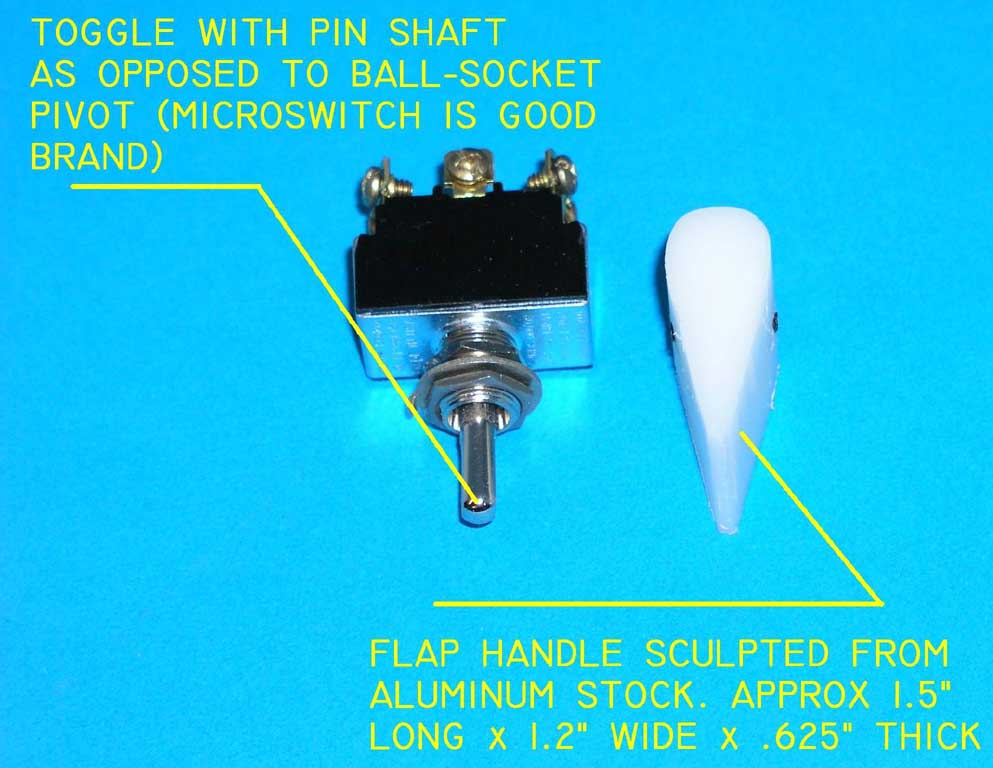 TOGGLE WITH PIN SHAFT
AS OPPOSED TO BALL-SOCKET
PIVOT (MICROSWITCH IS GOOD
BRAND)
FLAP HANDLE SCULPTED FROM
ALUMINUM STOCK. APPROX 1.5"
LONG x 1.2" WIDE x .625" THICK